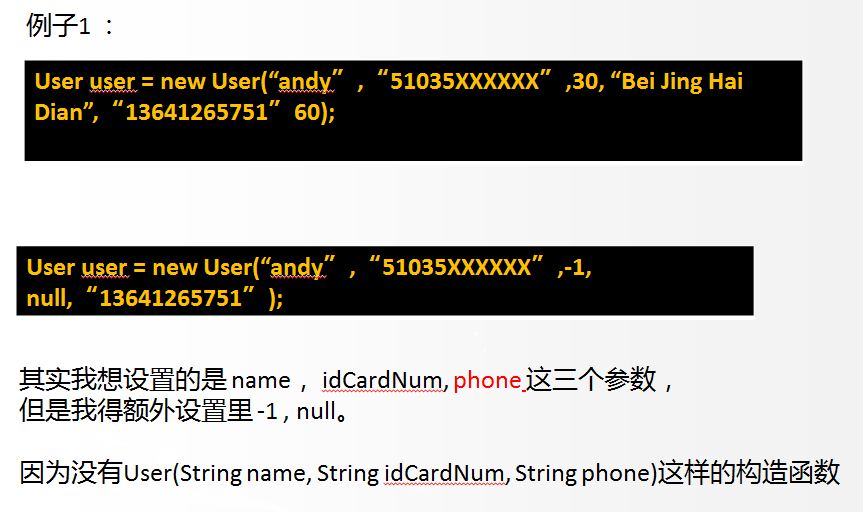 例子1 ：
User user = new User(“andy” ,“51035XXXXXX” ,30, “Bei Jing Hai
Dian”,“13641265751” 60);
User user = new User(“andy” ,“51035XXXXXX” ,-1,
null,“13641265751” );
其实我想设置的是 name ， idCardNum, phone 这三个参数 ，
但是我得额外设置里 -1 , null。
因为没有User(String name, String idCardNum, String phone)这样的构造函数